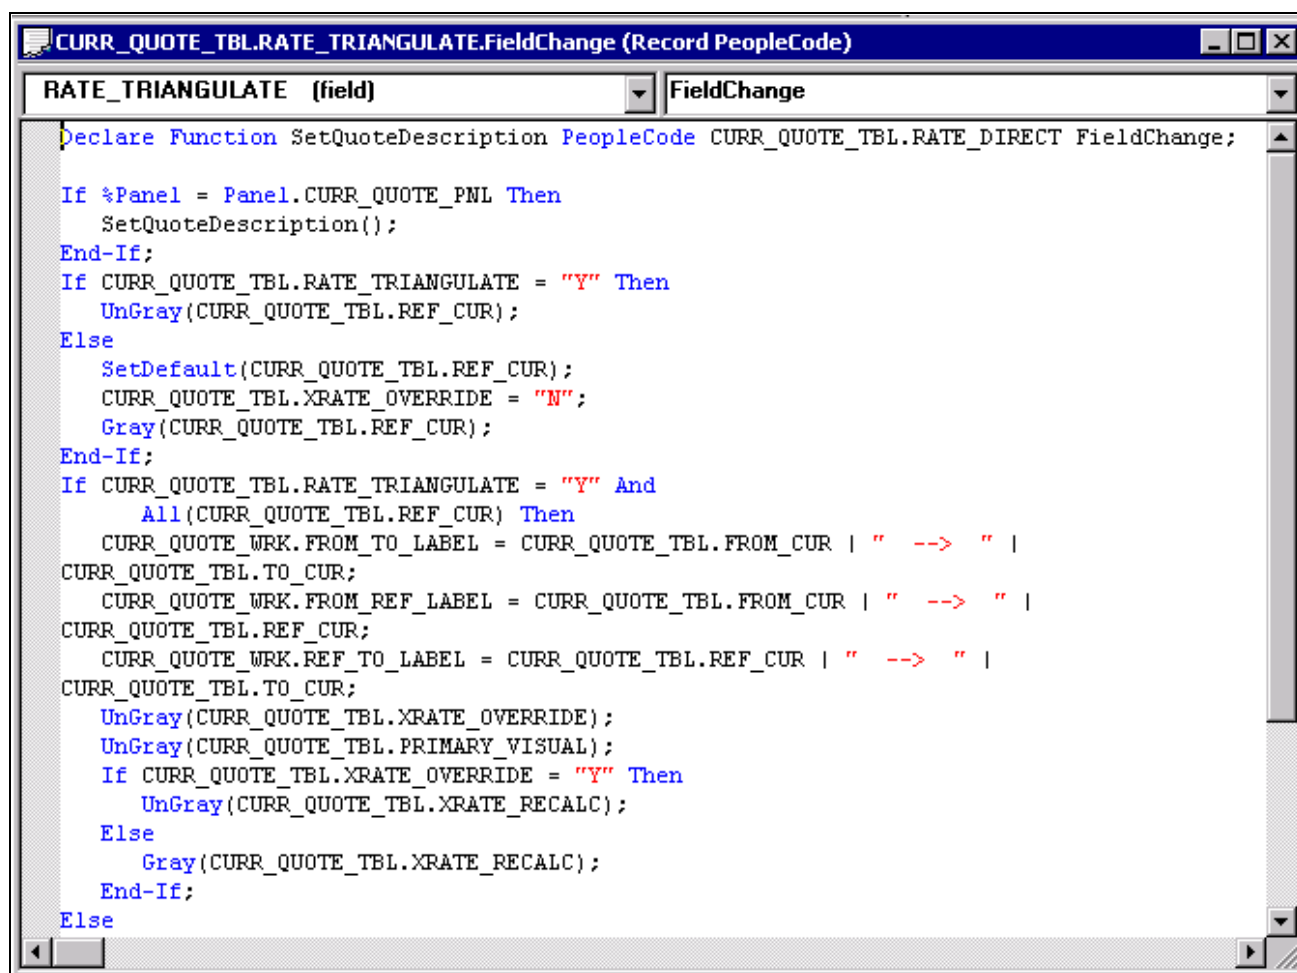 CURR_QUOTE_TBL.RATE_TRIANGULATE.FieldChange (Record PeopleCode)
RATE_TRIANGULATE (field) FieldChange
Declare Function SetQuoteDescription PeopleCode CURR_QUOTE_TBL.RATE_DIRECT FieldChange;
If %Panel = Panel.CURR_QUOTE_PNL Then
SetQuoteDescription();
End-If;
If CURR_QUOTE_TBL.RATE_TRIANGULATE = "Y" Then
UnGray(CURR_QUOTE_TBL.REF_CUR);
Else
SetDefault(CURR_QUOTE_TBL.REF_CUR);
CURR_QUOTE_TBL.XRATE_OVERRIDE = "N";
Gray(CURR_QUOTE_TBL.REF_CUR);
End-If;
If CURR_QUOTE_TBL.RATE_TRIANGULATE = "Y" And
All(CURR_QUOTE_TBL.REF_CUR) Then
CURR_QUOTE_WRK.FROM_TO_LABEL = CURR_QUOTE_TBL.FROM_CUR | "  -->  " |
CURR_QUOTE_TBL.TO_CUR;
CURR_QUOTE_WRK.FROM_REF_LABEL = CURR_QUOTE_TBL.FROM_CUR | "  -->  " |
CURR_QUOTE_TBL.REF_CUR;
CURR_QUOTE_WRK.REF_TO_LABEL = CURR_QUOTE_TBL.REF_CUR | "  -->  " |
CURR_QUOTE_TBL.TO_CUR;
UnGray(CURR_QUOTE_TBL.XRATE_OVERRIDE);
UnGray(CURR_QUOTE_TBL.PRIMARY_VISUAL);
If CURR_QUOTE_TBL.XRATE_OVERRIDE = "Y" Then
UnGray(CURR_QUOTE_TBL.XRATE_RECALC);
Else
Gray(CURR_QUOTE_TBL.XRATE_RECALC);
End-If;
Else